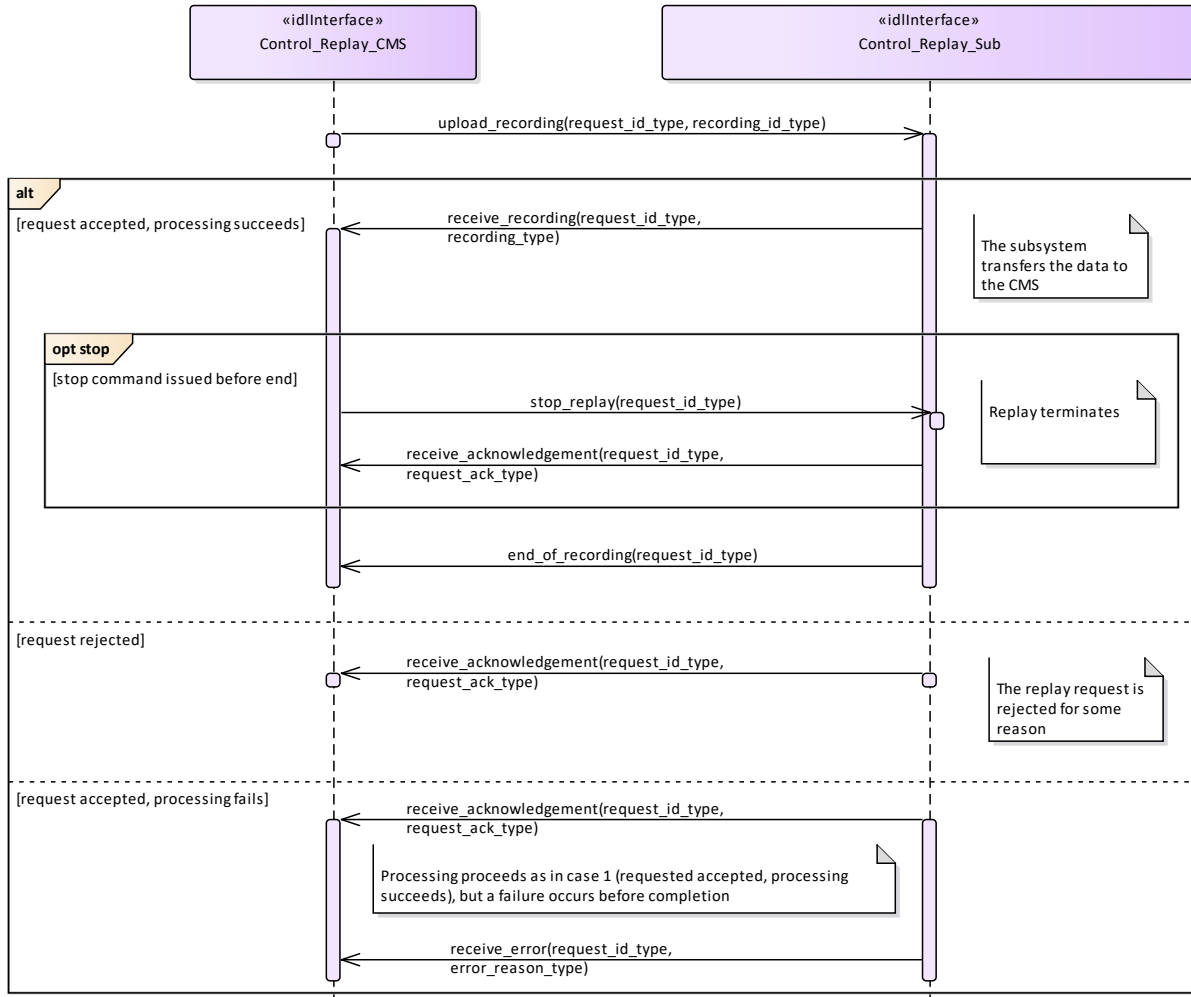 «idlInterface»
Control_Replay_CMS
«idlInterface»
Control_Replay_Sub
upload_recording(request_id_type, recording_id_type)
alt
[request accepted, processing succeeds]
receive_recording(request_id_type,
recording_type)
The subsystem
transfers the data to
the CMS
opt stop
[stop command issued before end]
stop_replay(request_id_type)
Replay terminates
receive_acknowledgement(request_id_type,
request_ack_type)
end_of_recording(request_id_type)
[request rejected]
receive_acknowledgement(request_id_type,
request_ack_type)
The replay request is
rejected for some
reason
[request accepted, processing fails]
receive_acknowledgement(request_id_type,
request_ack_type)
Processing proceeds as in case 1 (requested accepted, processing
succeeds), but a failure occurs before completion
receive_error(request_id_type,
error_reason_type)